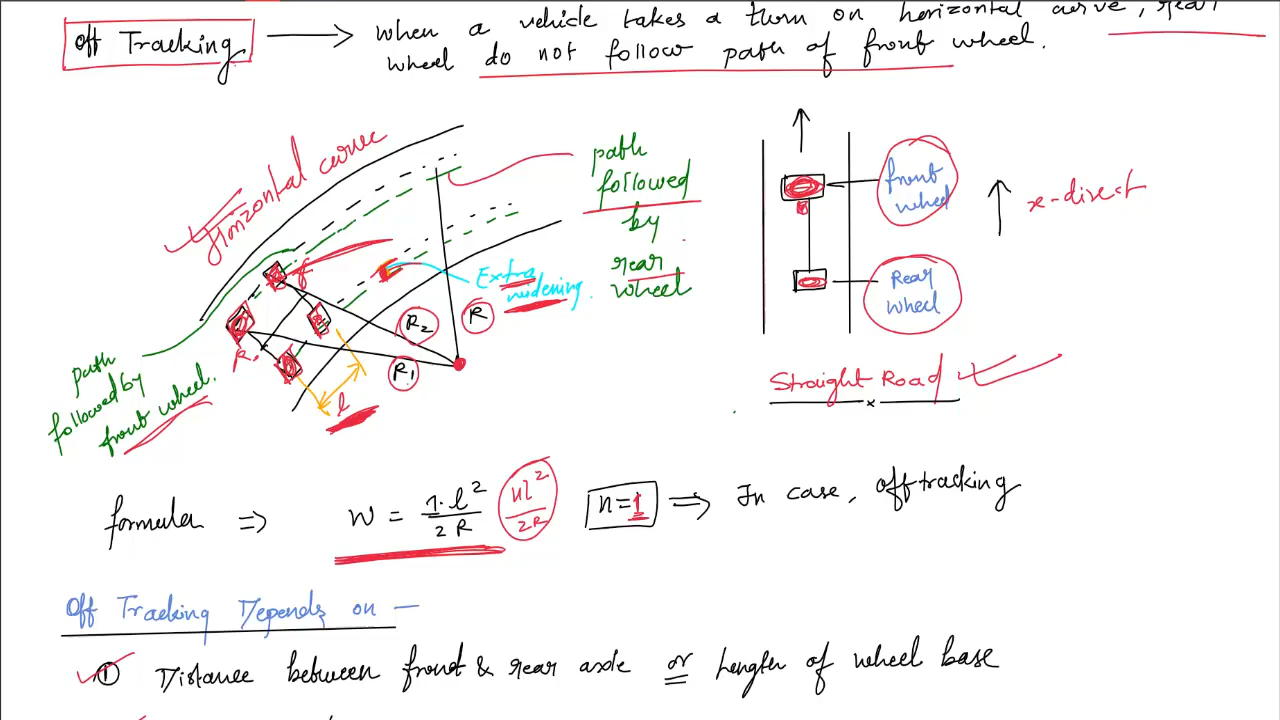 Off Tracking
when a vehicle takes a turn on horizontal curve, rear
wheel do not follow path of front wheel.
Horizontal curve
path
followed
by
rear
wheel
Extra
widening.
R
R2
R1
l
path
followed by
front wheel.
front
wheel
Rear
wheel
x-direct
Straight Road
x
formula => W = 1·l²/2R nl²/2R n=1 => In case, offtracking
Off Tracking Depends on —
① Distance between front & rear axle or Length of wheel base